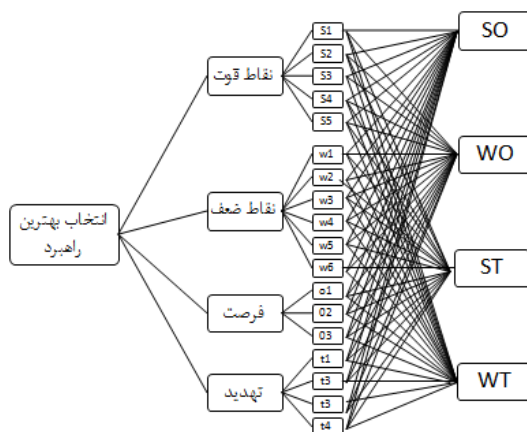 انتخاب بهترین
راهبرد
نقاط قوت
نقاط ضعف
فرصت
تهدید
S1
S2
S3
S4
S5
w1
w2
w3
w4
w5
w6
o1
02
03
t1
t3
t3
t4
SO
WO
ST
WT